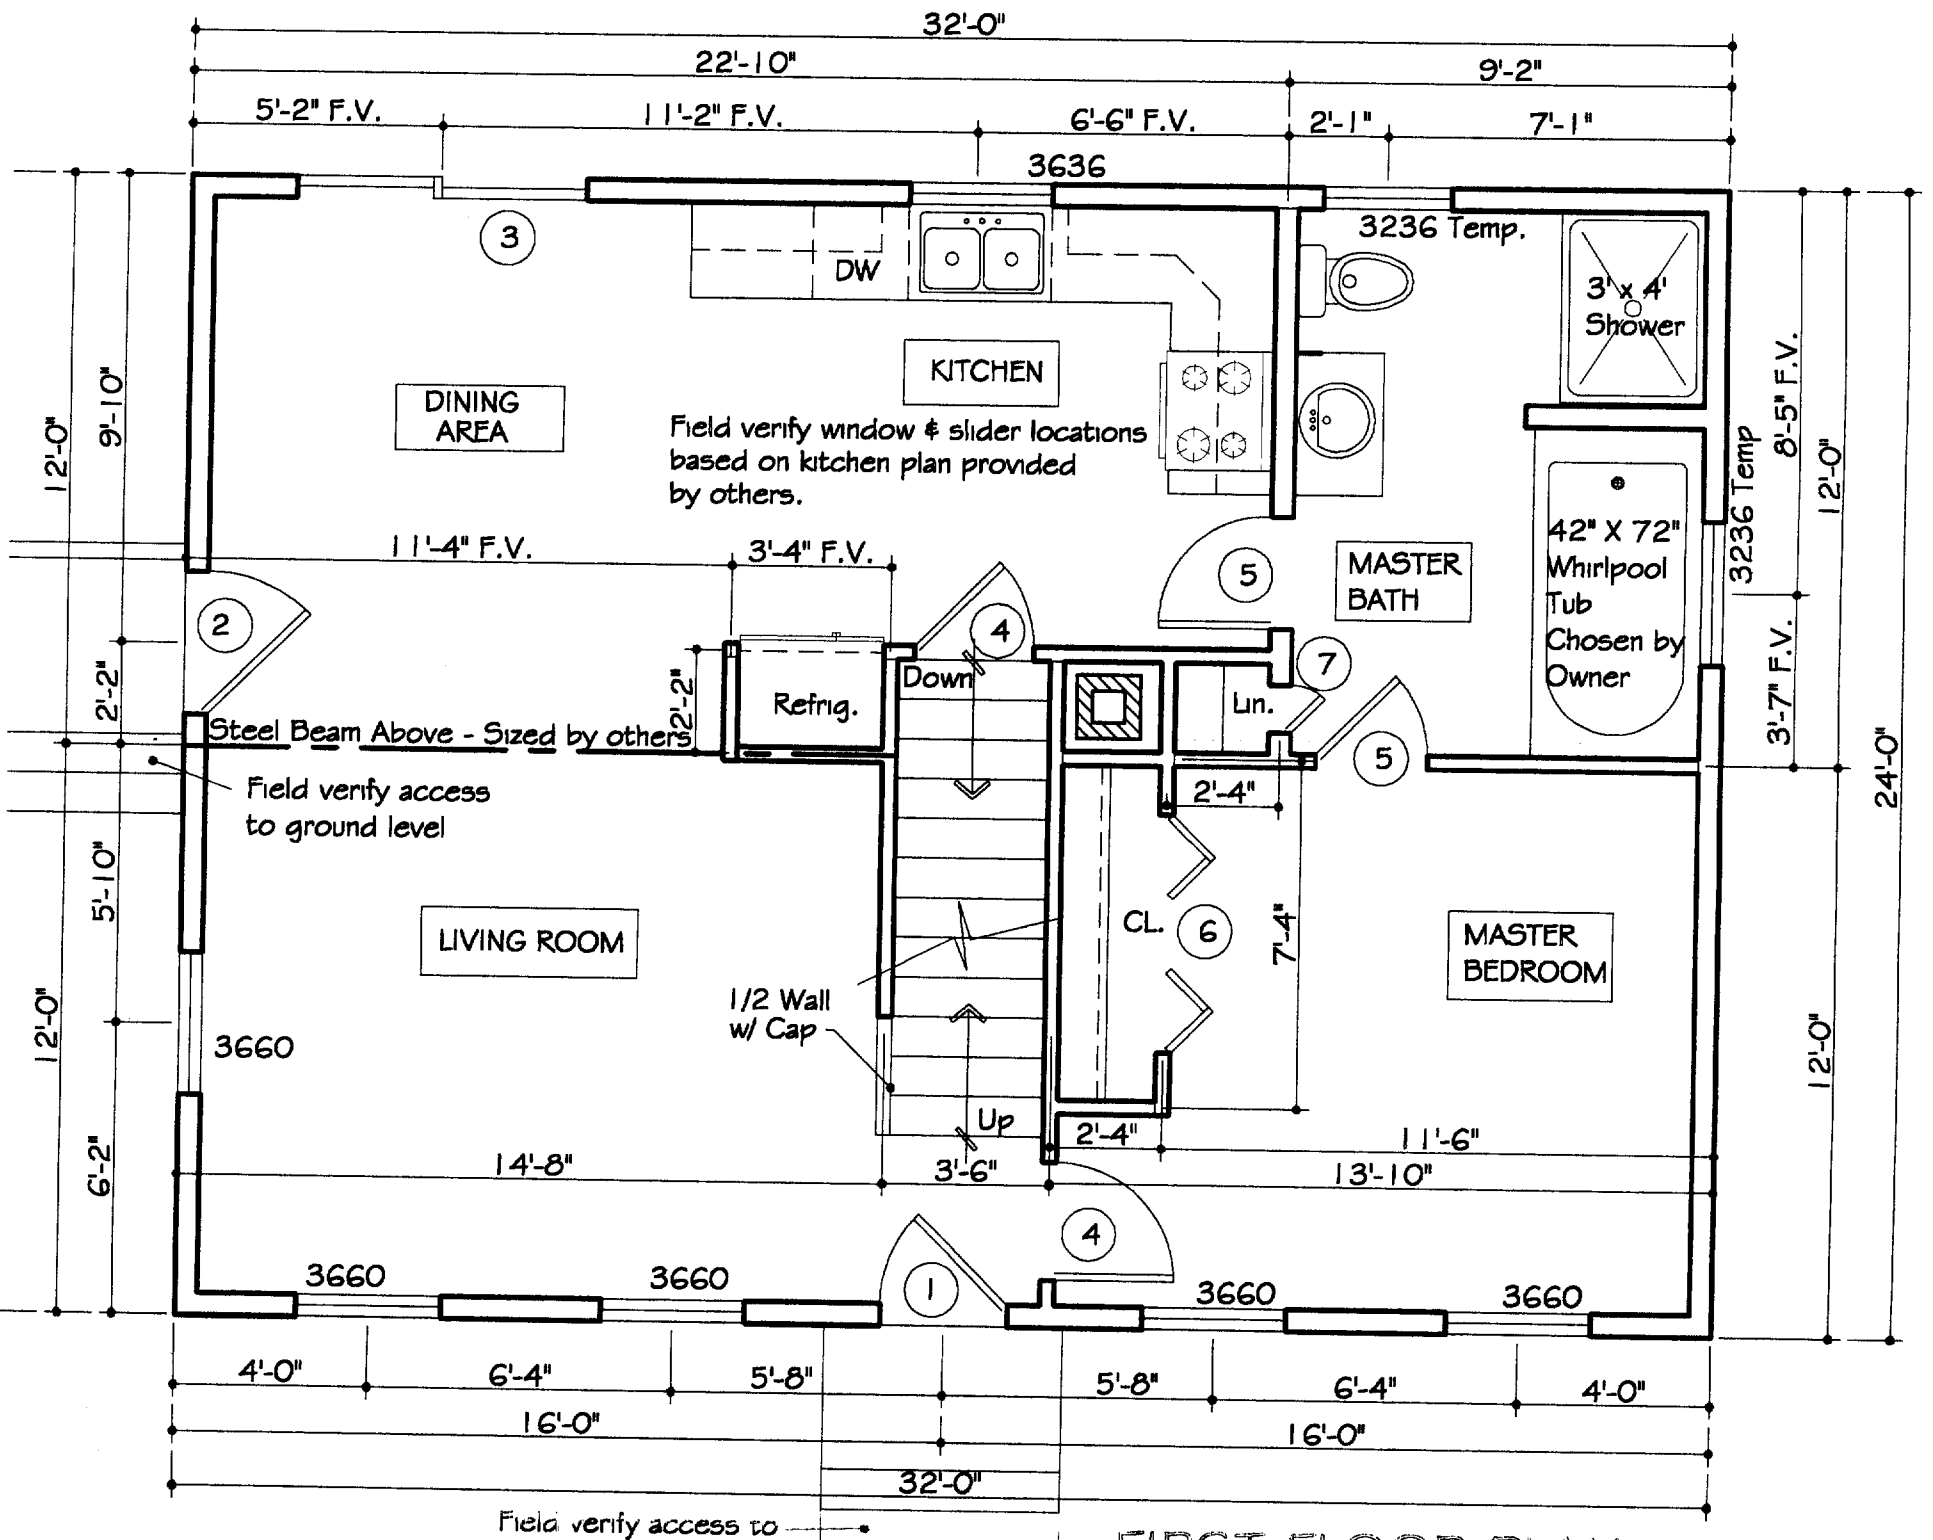 32'-0"
22'-10"
9'-2"
5'-2" F.V.
11'-2" F.V.
6'-6" F.V.
2'-1"
7'-1"
3636
3236 Temp.
3
DW
3' x 4'
Shower
KITCHEN
DINING
AREA
Field verify window & slider locations
based on kitchen plan provided
by others.
12'-0"
9'-10"
8'-5" F.V.
12'-0"
3236 Temp
42" X 72"
Whirlpool
Tub
Chosen by
Owner
11'-4" F.V.
3'-4" F.V.
5
MASTER
BATH
2
4
7
Down
2'-2"
2'-2"
Refrig.
Lin.
3'-7" F.V.
Steel Beam Above - Sized by others
5
24'-0"
Field verify access
to ground level
2'-4"
5'-10"
LIVING ROOM
CL.
6
7'-4"
MASTER
BEDROOM
1/2 Wall
w/ Cap
12'-0"
3660
12'-0"
Up
2'-4"
11'-6"
6'-2"
14'-8"
3'-6"
13'-10"
4
1
3660
3660
3660
3660
4'-0"
6'-4"
5'-8"
5'-8"
6'-4"
4'-0"
16'-0"
16'-0"
32'-0"
Field verify access to
FIRST FLOOR PLAN